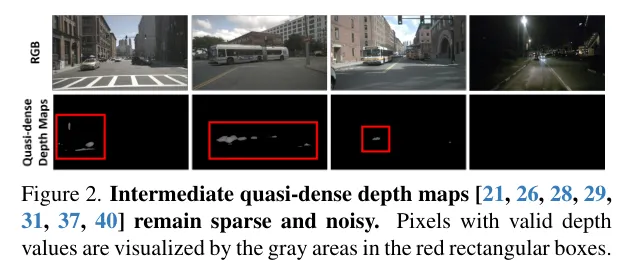 RGB
Quasi-dense
Depth Maps
Figure 2. Intermediate quasi-dense depth maps [21, 26, 28, 29,
31, 37, 40] remain sparse and noisy. Pixels with valid depth
values are visualized by the gray areas in the red rectangular boxes.